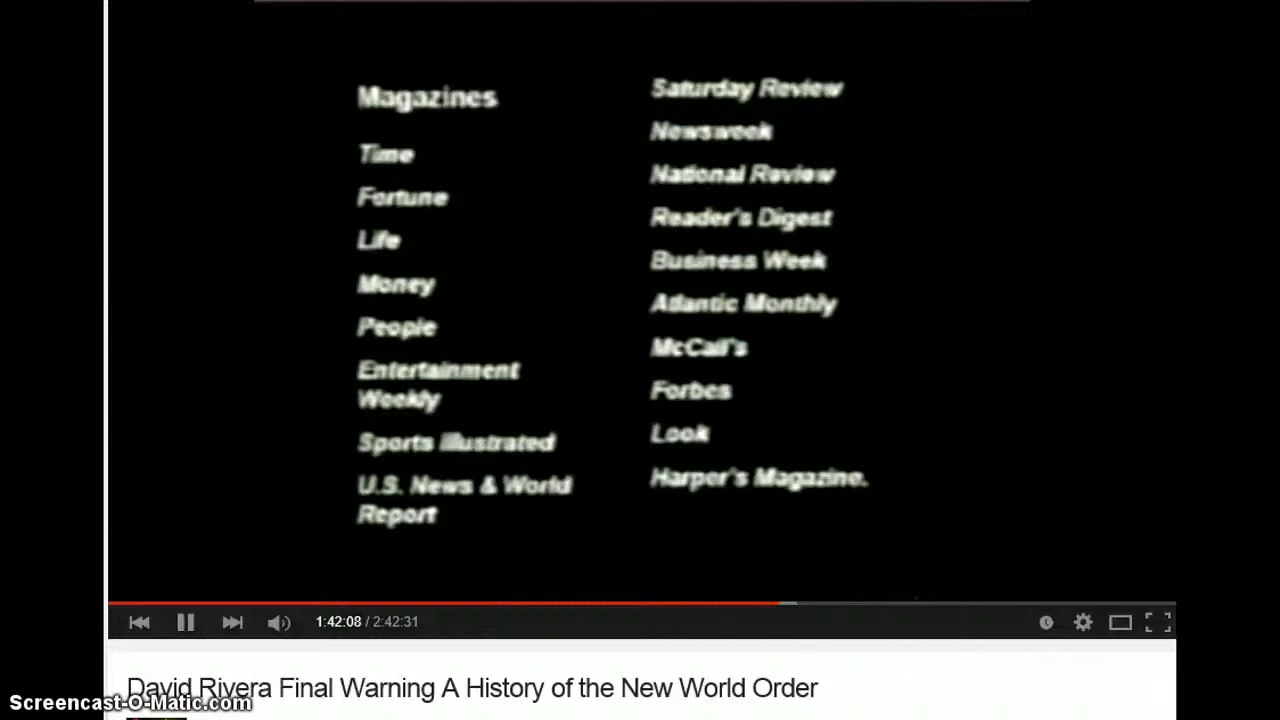 Magazines
Time
Fortune
Life
Money
People
Entertainment
Weekly
Sports Illustrated
U.S. News & World
Report
Saturday Review
Newsweek
National Review
Reader's Digest
Business Week
Atlantic Monthly
McCall's
Forbes
Look
Harper's Magazine.
1:42:08 / 2:42:31
David Rivera Final Warning A History of the New World Order
Screencast-O-Matic.com